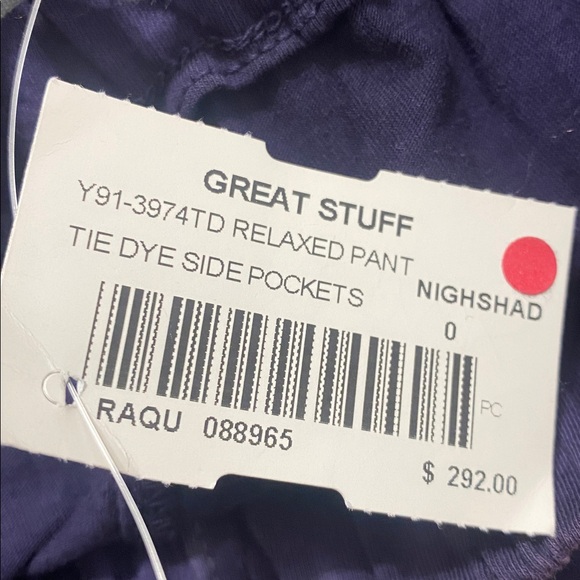 GREAT STUFF
Y91-3974TD RELAXED PANT
TIE DYE SIDE POCKETS
NIGHSHAD
0
PC
RAQU 088965
$ 292.00